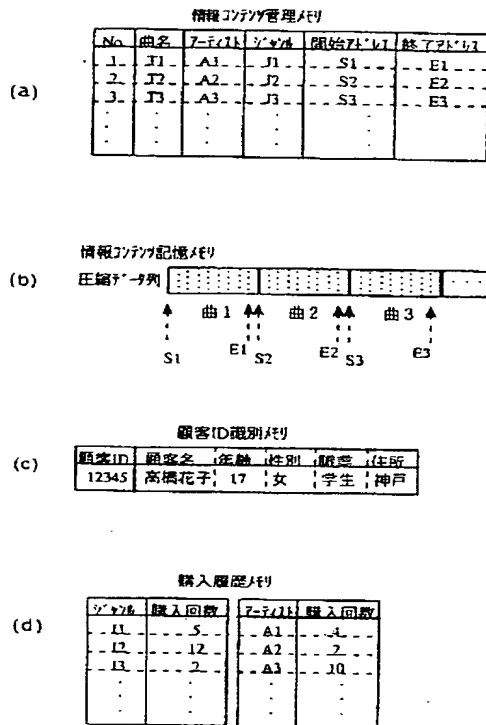 情報コンテンツ管理メモリ
No 曲名 アーティスト ジャンル 開始アドレス 終了アドレス
1 T1 A1 J1 S1 E1
(a) 2 T2 A2 J2 S2 E2
3 T3 A3 J3 S3 E3
情報コンテンツ記憶メモリ
(b) 圧縮データ列
曲1 曲2 曲3
S1 E1 S2 E2 S3 E3
顧客ID識別メモリ
(c) 顧客ID 顧客名 年齢 性別 職業 住所
12345 高橋花子 17 女 学生 神戸
購入履歴メモリ
ジャンル 購入回数 アーティスト 購入回数
(d) J1 5 A1 4
J2 12 A2 2
J3 2 A3 10